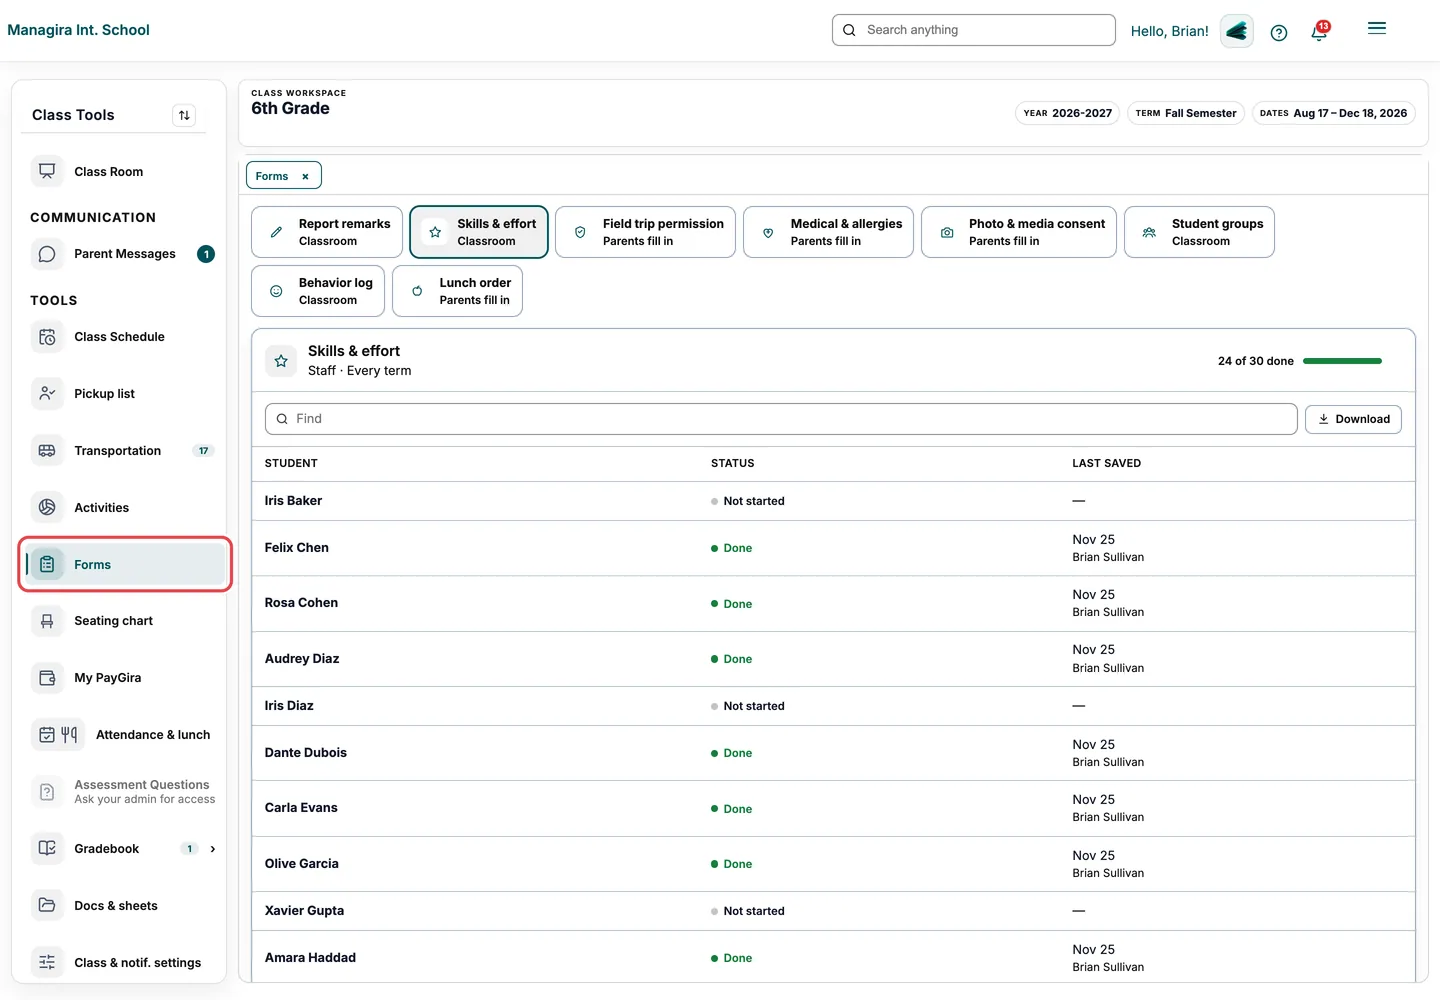 Managira Int. School
Search anything
Hello, Brian!
13
Class Tools
Class Room
COMMUNICATION
Parent Messages
1
TOOLS
Class Schedule
Pickup list
Transportation
17
Activities
Forms
Seating chart
My PayGira
Attendance & lunch
Assessment Questions
Ask your admin for access
Gradebook
1
Docs & sheets
Class & notif. settings
CLASS WORKSPACE
6th Grade
YEAR 2026-2027
TERM Fall Semester
DATES Aug 17 – Dec 18, 2026
Forms ×
Report remarks
Classroom
Skills & effort
Classroom
Field trip permission
Parents fill in
Medical & allergies
Parents fill in
Photo & media consent
Parents fill in
Student groups
Classroom
Behavior log
Classroom
Lunch order
Parents fill in
Skills & effort
Staff · Every term
24 of 30 done
Find
Download
STUDENT STATUS LAST SAVED
Iris Baker Not started —
Felix Chen Done Nov 25
Brian Sullivan
Rosa Cohen Done Nov 25
Brian Sullivan
Audrey Diaz Done Nov 25
Brian Sullivan
Iris Diaz Not started —
Dante Dubois Done Nov 25
Brian Sullivan
Carla Evans Done Nov 25
Brian Sullivan
Olive Garcia Done Nov 25
Brian Sullivan
Xavier Gupta Not started —
Amara Haddad Done Nov 25
Brian Sullivan